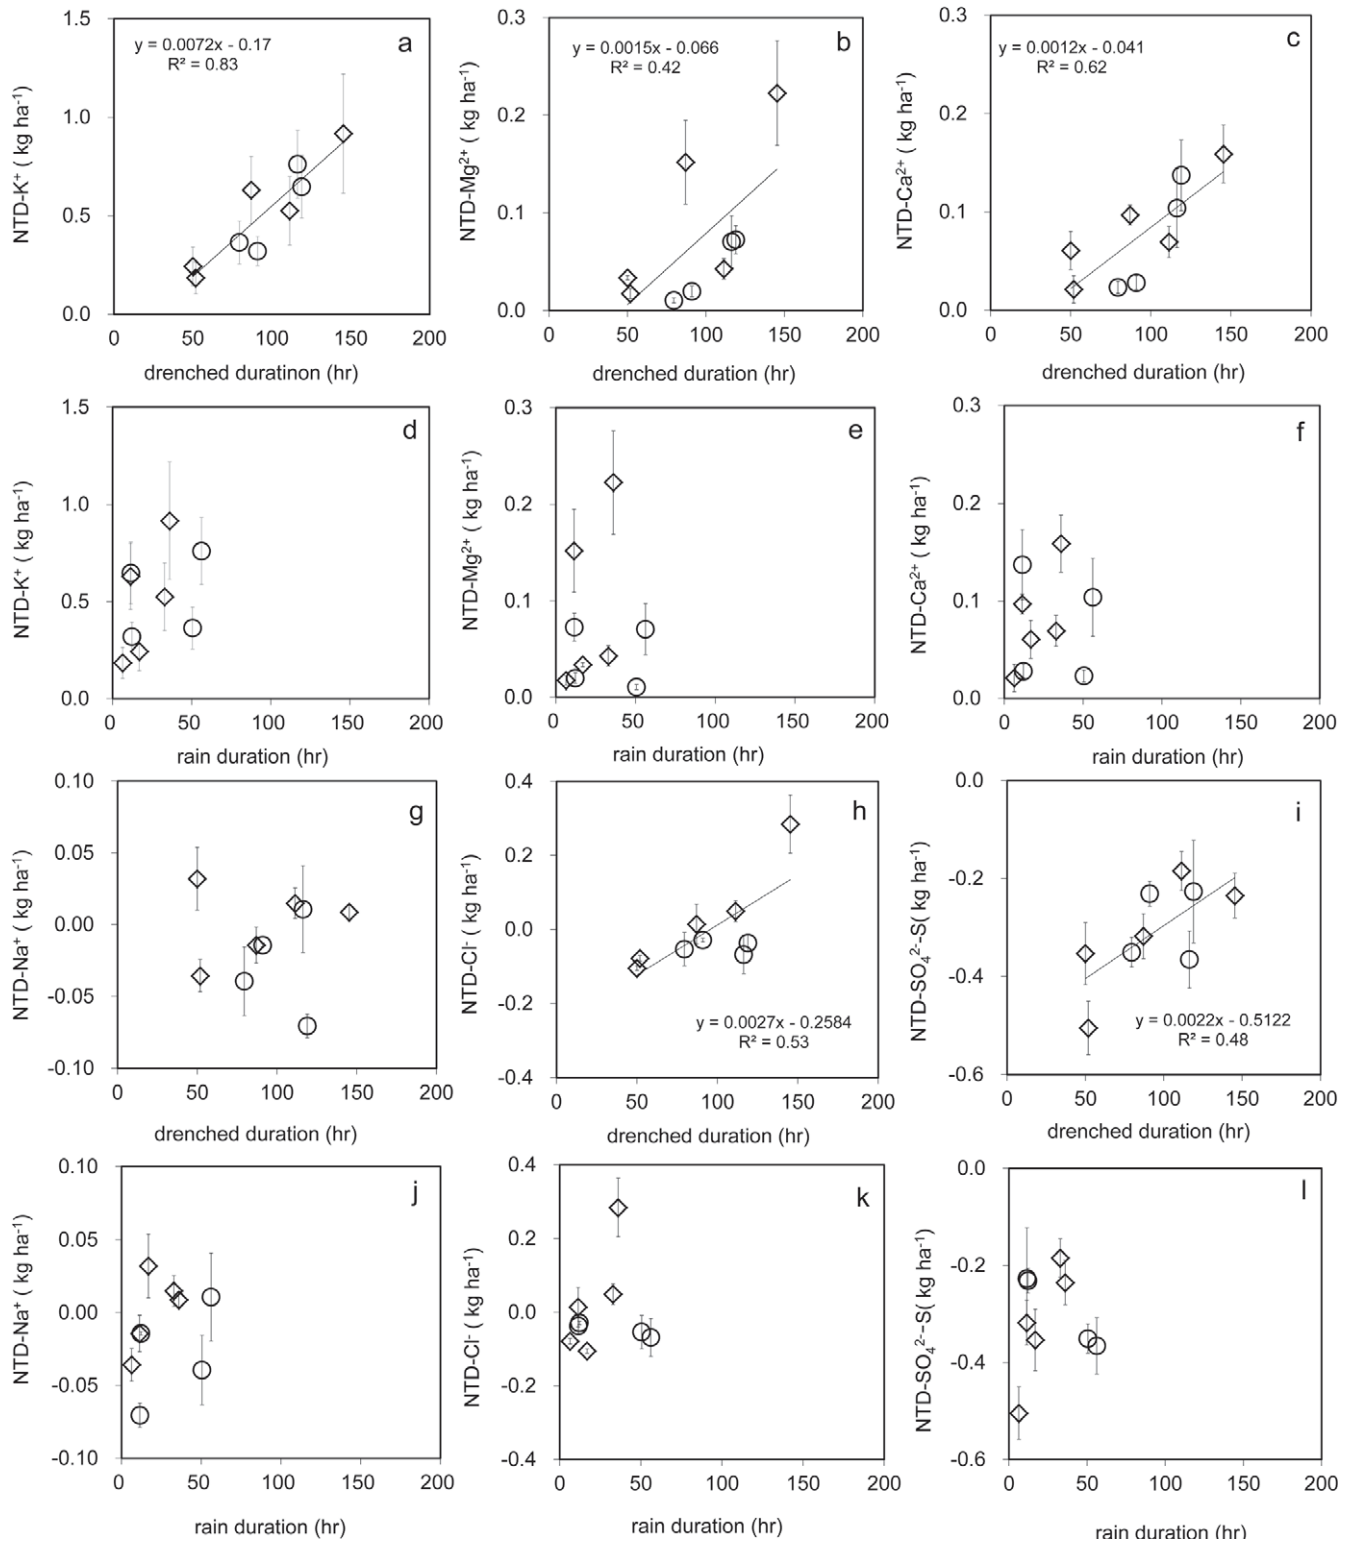 y = 0.0072x - 0.17
R² = 0.83
a
NTD-K⁺ ( kg ha⁻¹)
1.5
1.0
0.5
0.0
0 50 100 150 200
drenched duratinon (hr)
y = 0.0015x - 0.066
R² = 0.42
b
NTD-Mg²⁺ ( kg ha⁻¹)
0.3
0.2
0.1
0.0
0 50 100 150 200
drenched duration (hr)
y = 0.0012x - 0.041
R² = 0.62
c
NTD-Ca²⁺ ( kg ha⁻¹)
0.3
0.2
0.1
0.0
0 50 100 150 200
drenched duration (hr)
d
NTD-K⁺ ( kg ha⁻¹)
1.5
1.0
0.5
0.0
0 50 100 150 200
rain duration (hr)
e
NTD-Mg²⁺ ( kg ha⁻¹)
0.3
0.2
0.1
0.0
0 50 100 150 200
rain duration (hr)
f
NTD-Ca²⁺ ( kg ha⁻¹)
0.3
0.2
0.1
0.0
0 50 100 150 200
rain duration (hr)
g
NTD-Na⁺ ( kg ha⁻¹)
0.10
0.05
0.00
-0.05
-0.10
0 50 100 150 200
drenched duration (hr)
h
NTD-Cl⁻ ( kg ha⁻¹)
0.4
0.2
0.0
-0.2
-0.4
y = 0.0027x - 0.2584
R² = 0.53
0 50 100 150 200
drenched duration (hr)
i
NTD-SO₄²⁻-S( kg ha⁻¹)
0.0
-0.2
-0.4
-0.6
y = 0.0022x - 0.5122
R² = 0.48
0 50 100 150 200
drenched duration (hr)
j
NTD-Na⁺ ( kg ha⁻¹)
0.10
0.05
0.00
-0.05
-0.10
0 50 100 150 200
rain duration (hr)
k
NTD-Cl⁻ ( kg ha⁻¹)
0.4
0.2
0.0
-0.2
-0.4
0 50 100 150 200
rain duration (hr)
l
NTD-SO₄²⁻-S( kg ha⁻¹)
0.0
-0.2
-0.4
-0.6
0 50 100 150 200
rain duration (hr)